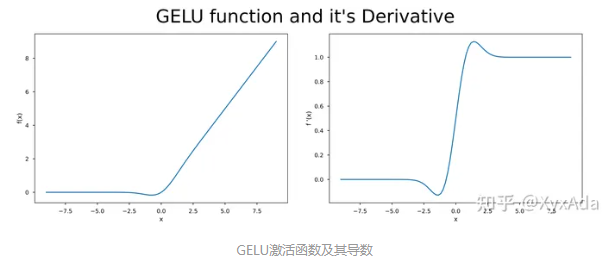 GELU function and it's Derivative
f(x)
8
6
4
2
0
-7.5 -5.0 -2.5 0.0 2.5 5.0 7.5
x
f'(x)
1.0
0.8
0.6
0.4
0.2
0.0
-7.5 -5.0 -2.5 0.0 2.5 5.0 7.5
x
知乎 @XvxAda
GELU激活函数及其导数